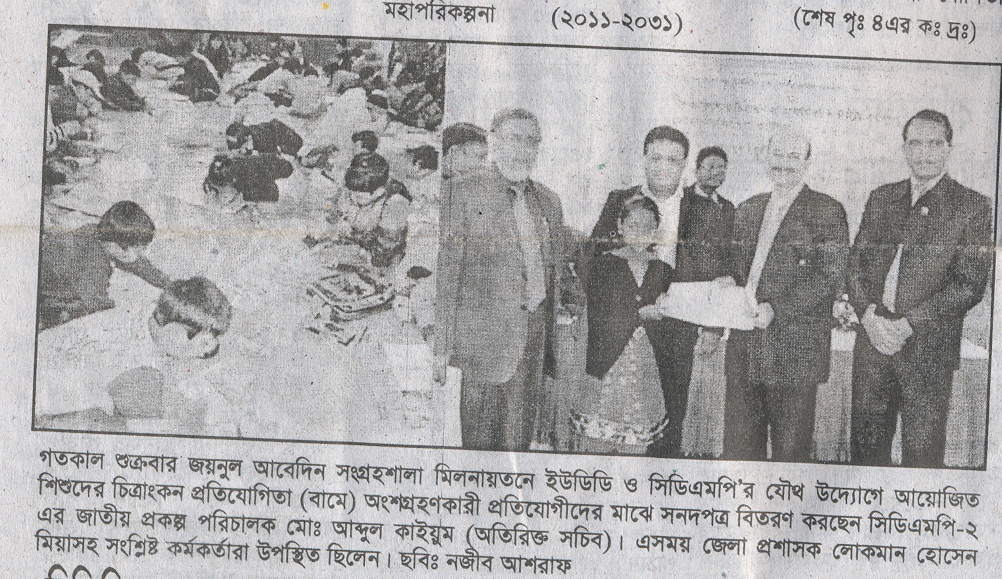 মহাপরিকল্পনা (২০১১-২০৩১) (শেষ পৃঃ ৪এর কঃ দ্রঃ)
গতকাল শুক্রবার জয়নুল আবেদিন সংগ্রহশালা মিলনায়তনে ইউডিডি ও সিডিএমপি'র যৌথ উদ্যোগে আয়োজিত
শিশুদের চিত্রাংকন প্রতিযোগিতা (বামে) অংশগ্রহণকারী প্রতিযোগীদের মাঝে সনদপত্র বিতরণ করছেন সিডিএমপি-২
এর জাতীয় প্রকল্প পরিচালক মোঃ আব্দুল কাইয়ুম (অতিরিক্ত সচিব)। এসময় জেলা প্রশাসক লোকমান হোসেন
মিয়াসহ সংশ্লিষ্ট কর্মকর্তারা উপস্থিত ছিলেন। ছবিঃ নজীব আশরাফ